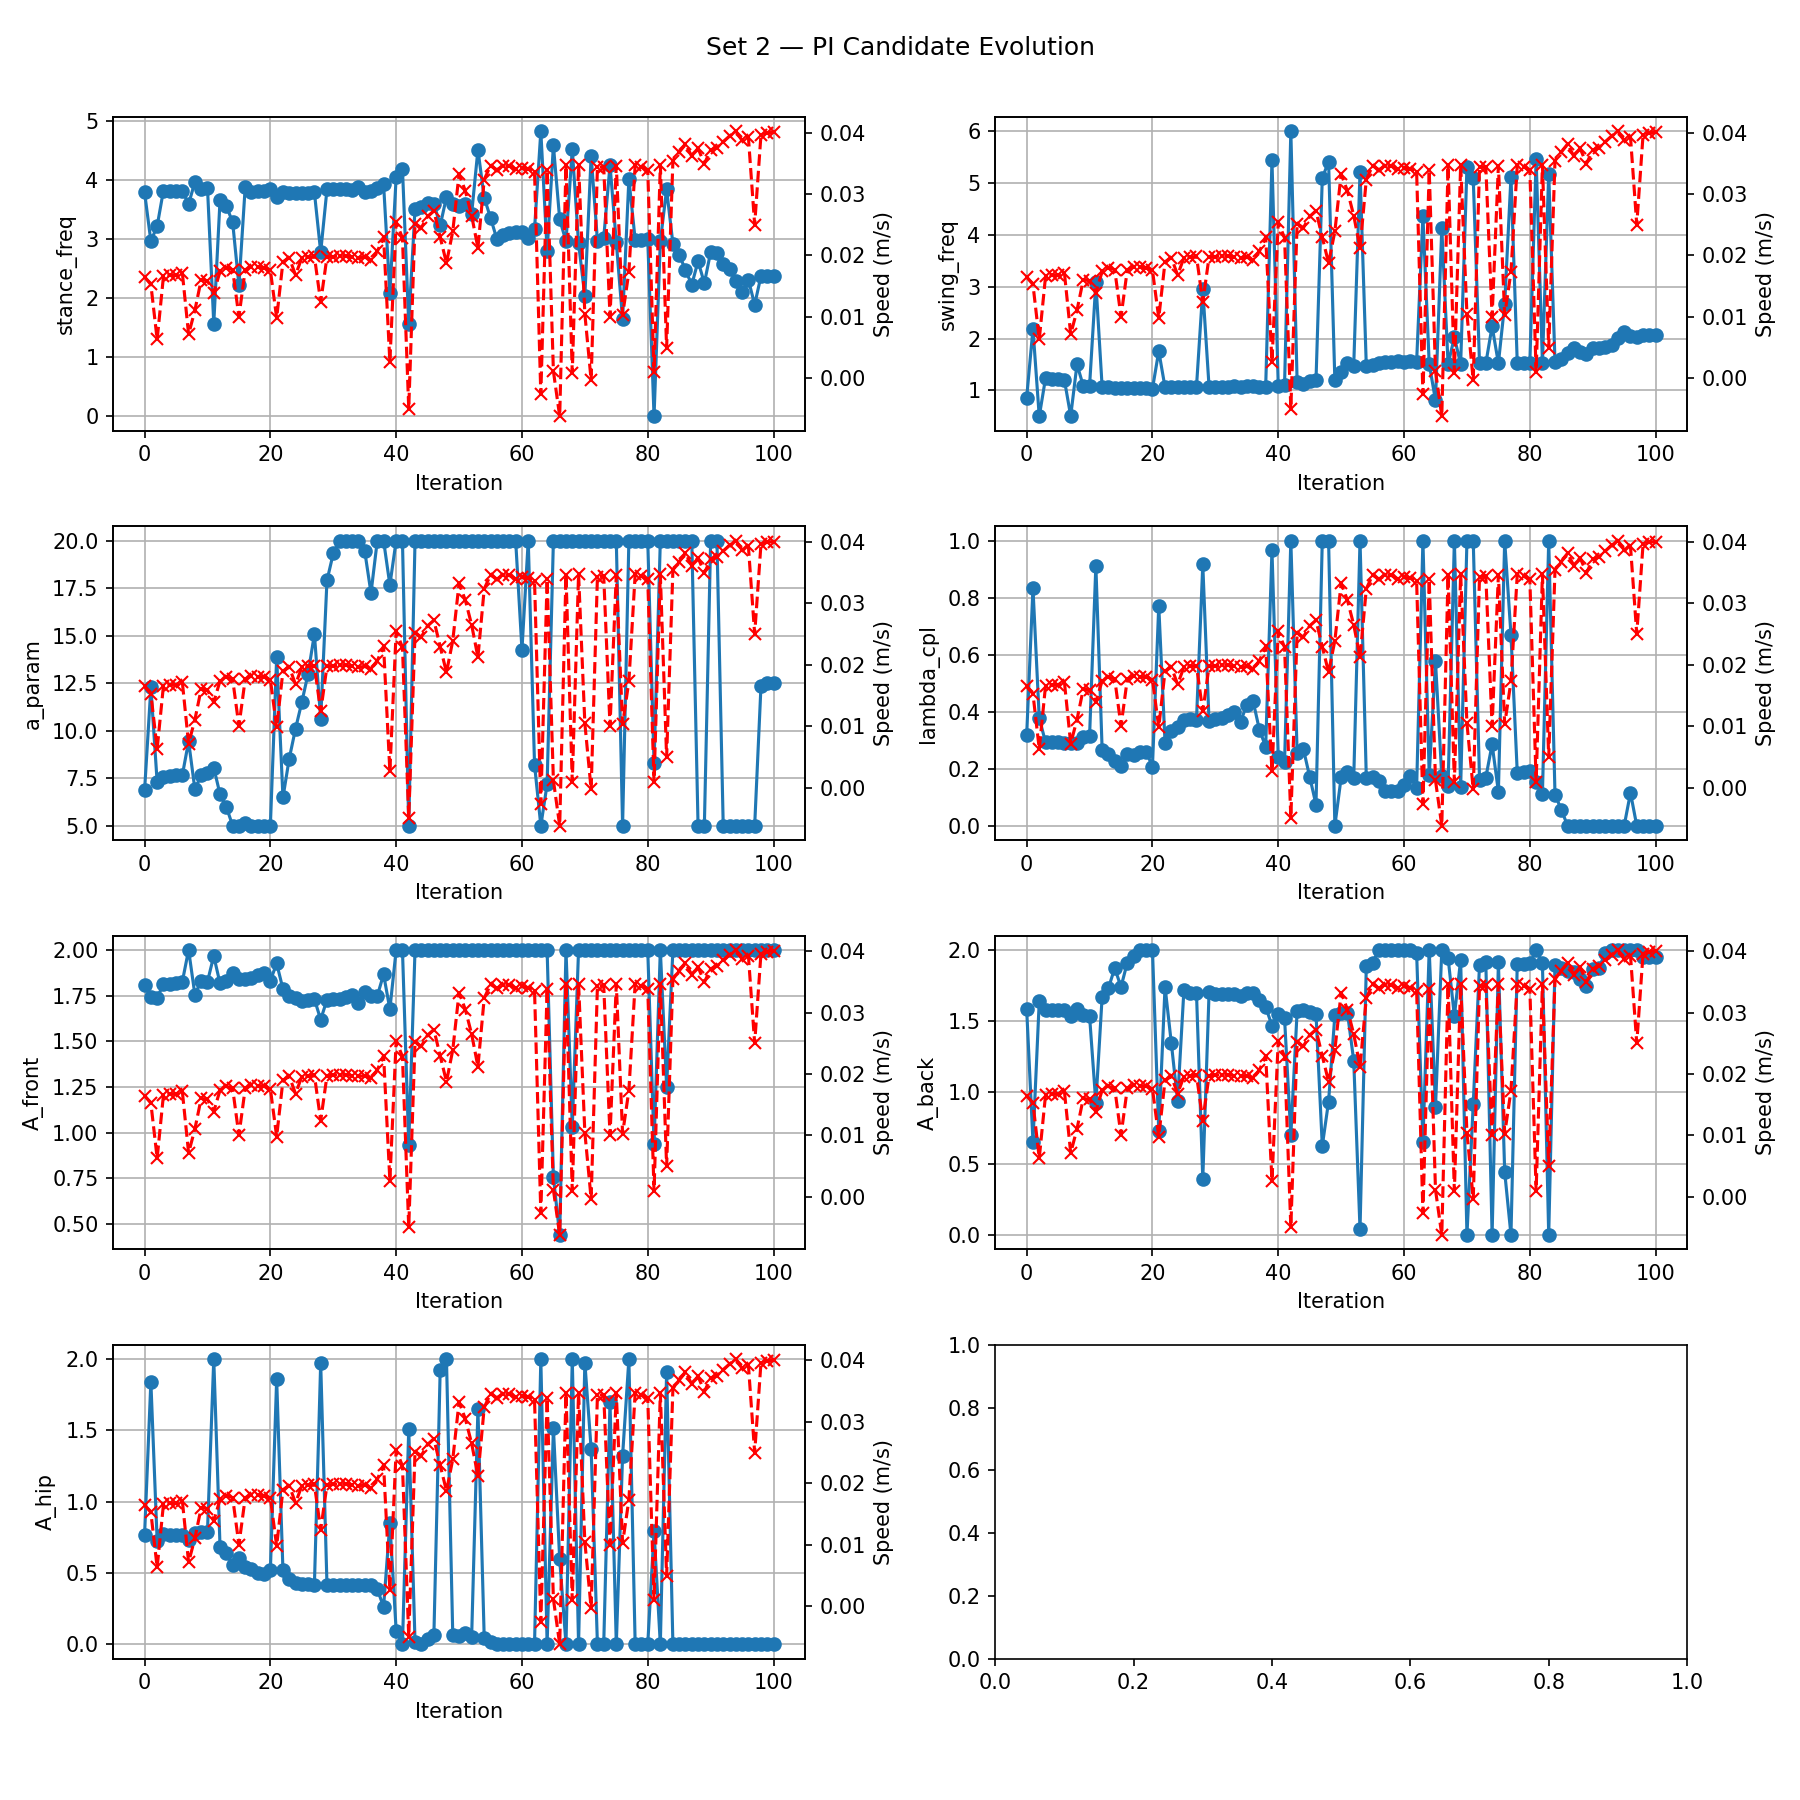 Set 2 — PI Candidate Evolution
5
4
3
2
1
0
stance_freq
0.04
0.03
0.02
0.01
0.00
Speed (m/s)
0 20 40 60 80 100
Iteration
6
5
4
3
2
1
swing_freq
0.04
0.03
0.02
0.01
0.00
Speed (m/s)
0 20 40 60 80 100
Iteration
20.0
17.5
15.0
12.5
10.0
7.5
5.0
a_param
0.04
0.03
0.02
0.01
0.00
Speed (m/s)
0 20 40 60 80 100
Iteration
1.0
0.8
0.6
0.4
0.2
0.0
lambda_cpl
0.04
0.03
0.02
0.01
0.00
Speed (m/s)
0 20 40 60 80 100
Iteration
2.00
1.75
1.50
1.25
1.00
0.75
0.50
A_front
0.04
0.03
0.02
0.01
0.00
Speed (m/s)
0 20 40 60 80 100
Iteration
2.0
1.5
1.0
0.5
0.0
A_back
0.04
0.03
0.02
0.01
0.00
Speed (m/s)
0 20 40 60 80 100
Iteration
2.0
1.5
1.0
0.5
0.0
A_hip
0.04
0.03
0.02
0.01
0.00
Speed (m/s)
0 20 40 60 80 100
Iteration
1.0
0.8
0.6
0.4
0.2
0.0
0.0 0.2 0.4 0.6 0.8 1.0